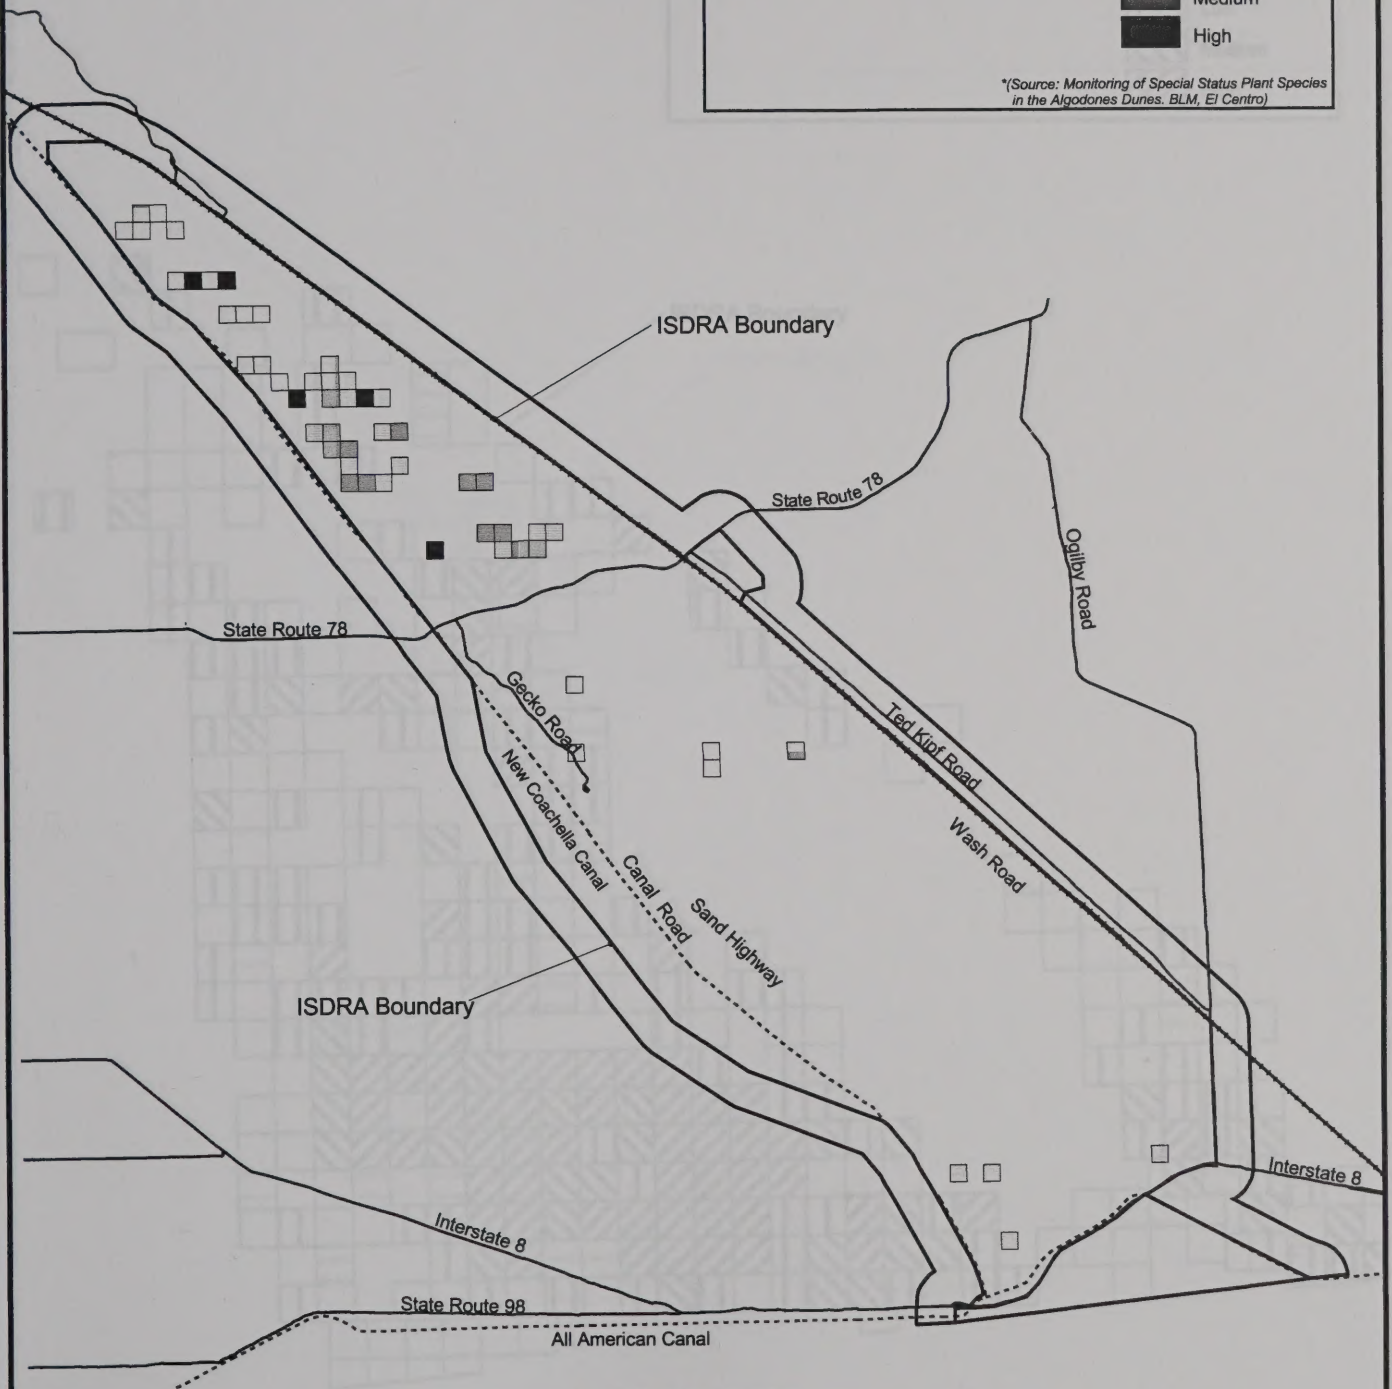 Medium
High
*(Source: Monitoring of Special Status Plant Species
in the Algodones Dunes. BLM, El Centro)
ISDRA Boundary
State Route 78
Ogilby Road
State Route 78
Gecko Road
Ted Kipf Road
New Coachella Canal
Wash Road
Canal Road
Sand Highway
ISDRA Boundary
Interstate 8
Interstate 8
State Route 98
All American Canal